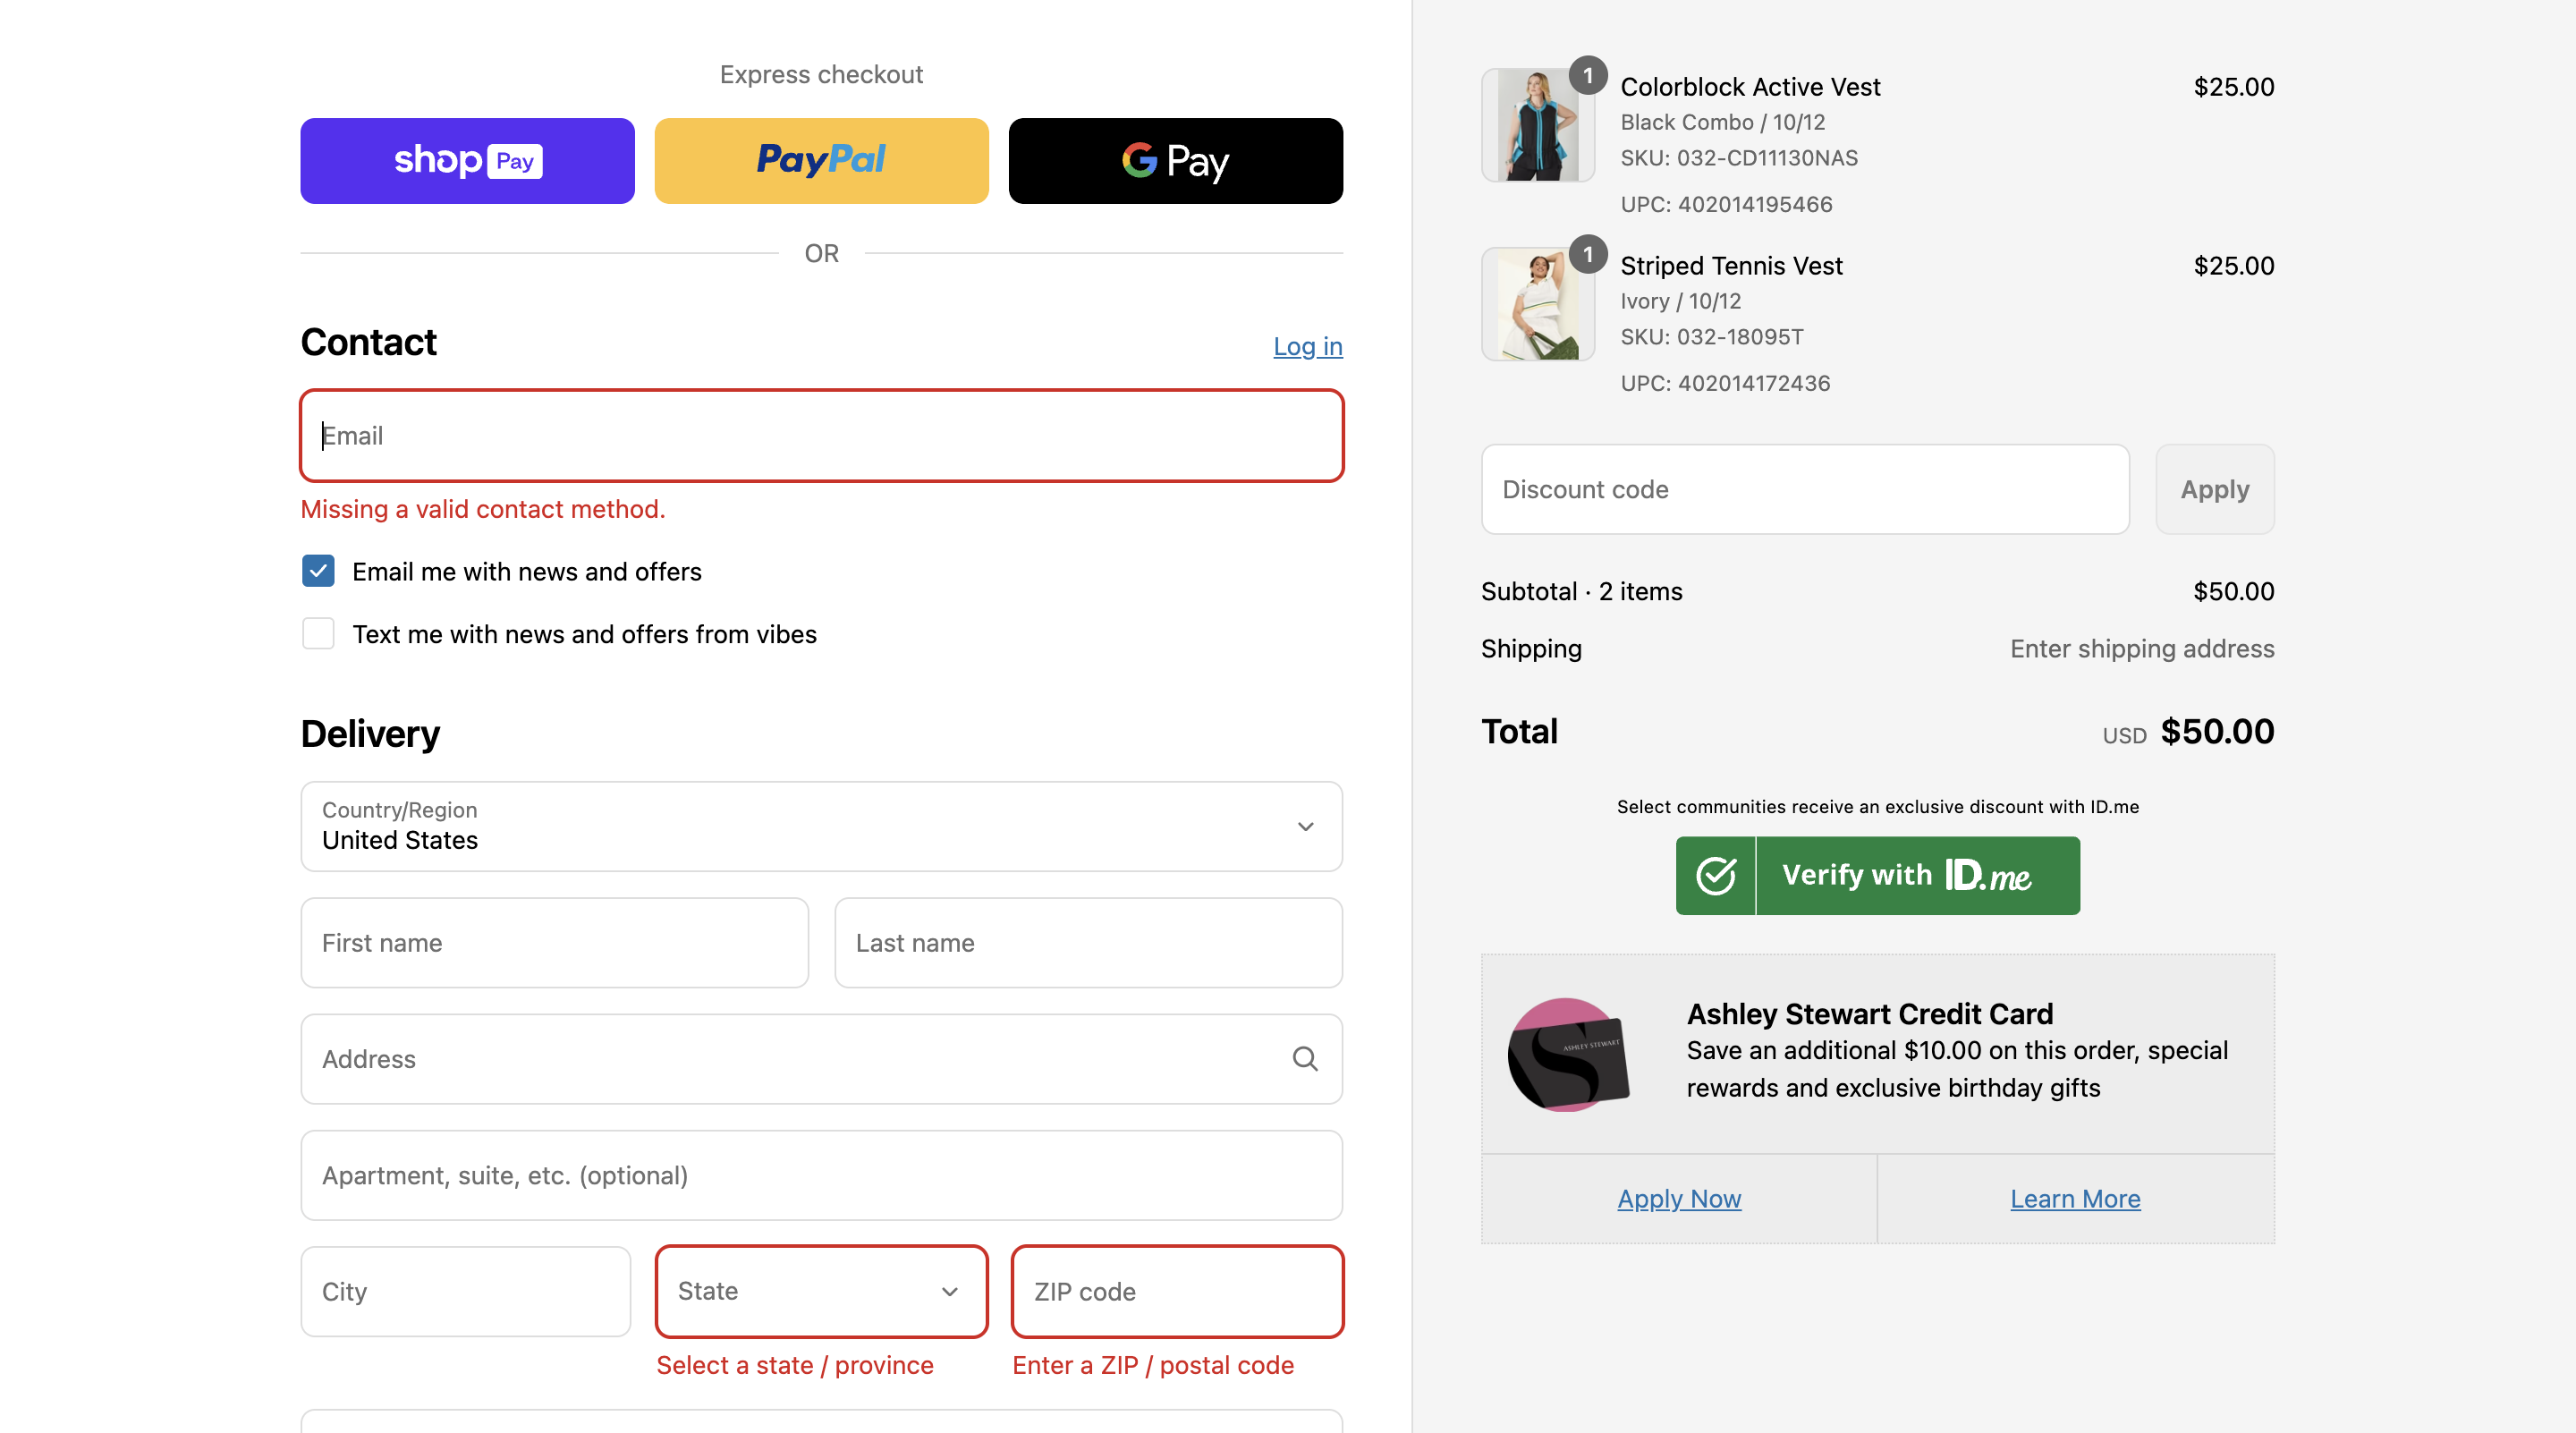 Express checkout
shop Pay
PayPal
G Pay
OR
Contact
Log in
Email
Missing a valid contact method.
Email me with news and offers
Text me with news and offers from vibes
Delivery
Country/Region
United States
First name
Last name
Address
Apartment, suite, etc. (optional)
City
State
ZIP code
Select a state / province
Enter a ZIP / postal code
1
Colorblock Active Vest
$25.00
Black Combo / 10/12
SKU: 032-CD11130NAS
UPC: 402014195466
1
Striped Tennis Vest
$25.00
Ivory / 10/12
SKU: 032-18095T
UPC: 402014172436
Discount code
Apply
Subtotal · 2 items
$50.00
Shipping
Enter shipping address
Total
USD $50.00
Select communities receive an exclusive discount with ID.me
Verify with ID.me
ASHLEY STEWART
Ashley Stewart Credit Card
Save an additional $10.00 on this order, special
rewards and exclusive birthday gifts
Apply Now
Learn More